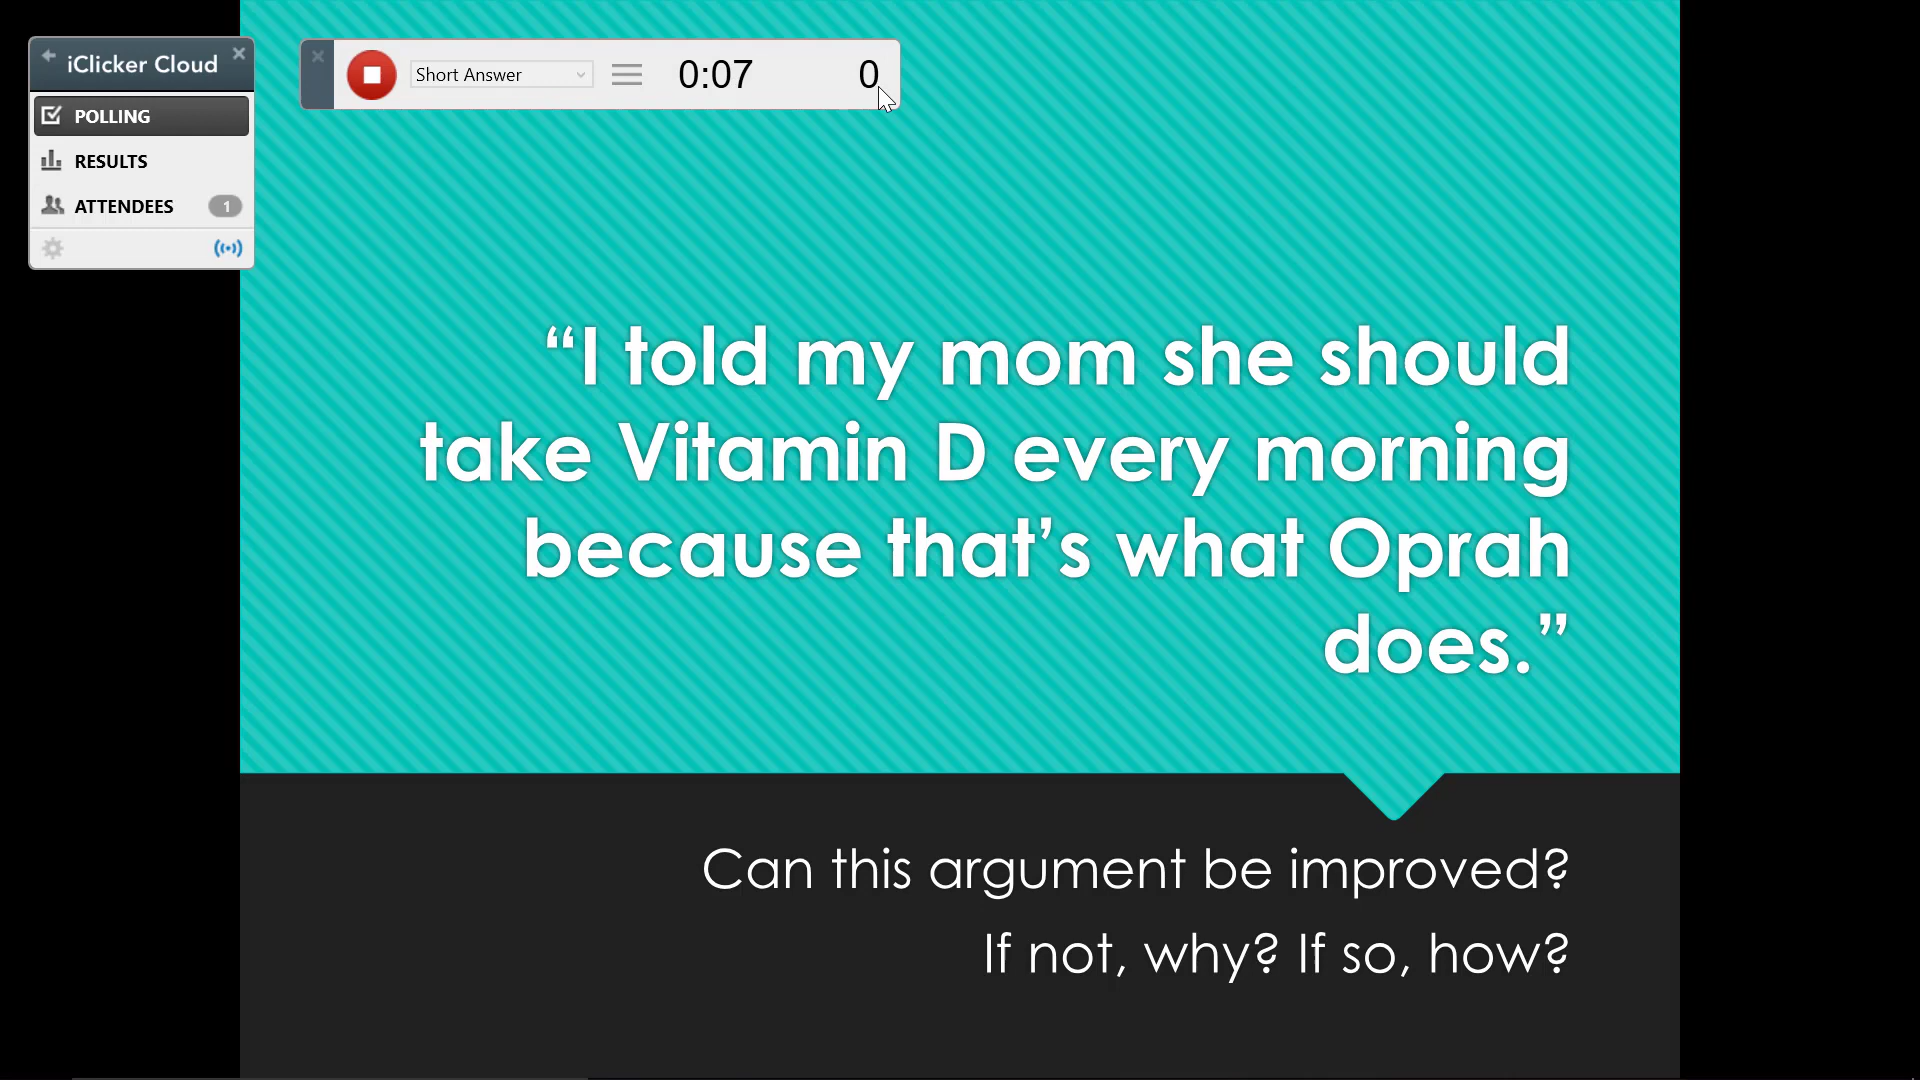 iClicker Cloud
POLLING
RESULTS
ATTENDEES 1
Short Answer 0:07 0
“I told my mom she should
take Vitamin D every morning
because that’s what Oprah
does.”
Can this argument be improved?
If not, why? If so, how?